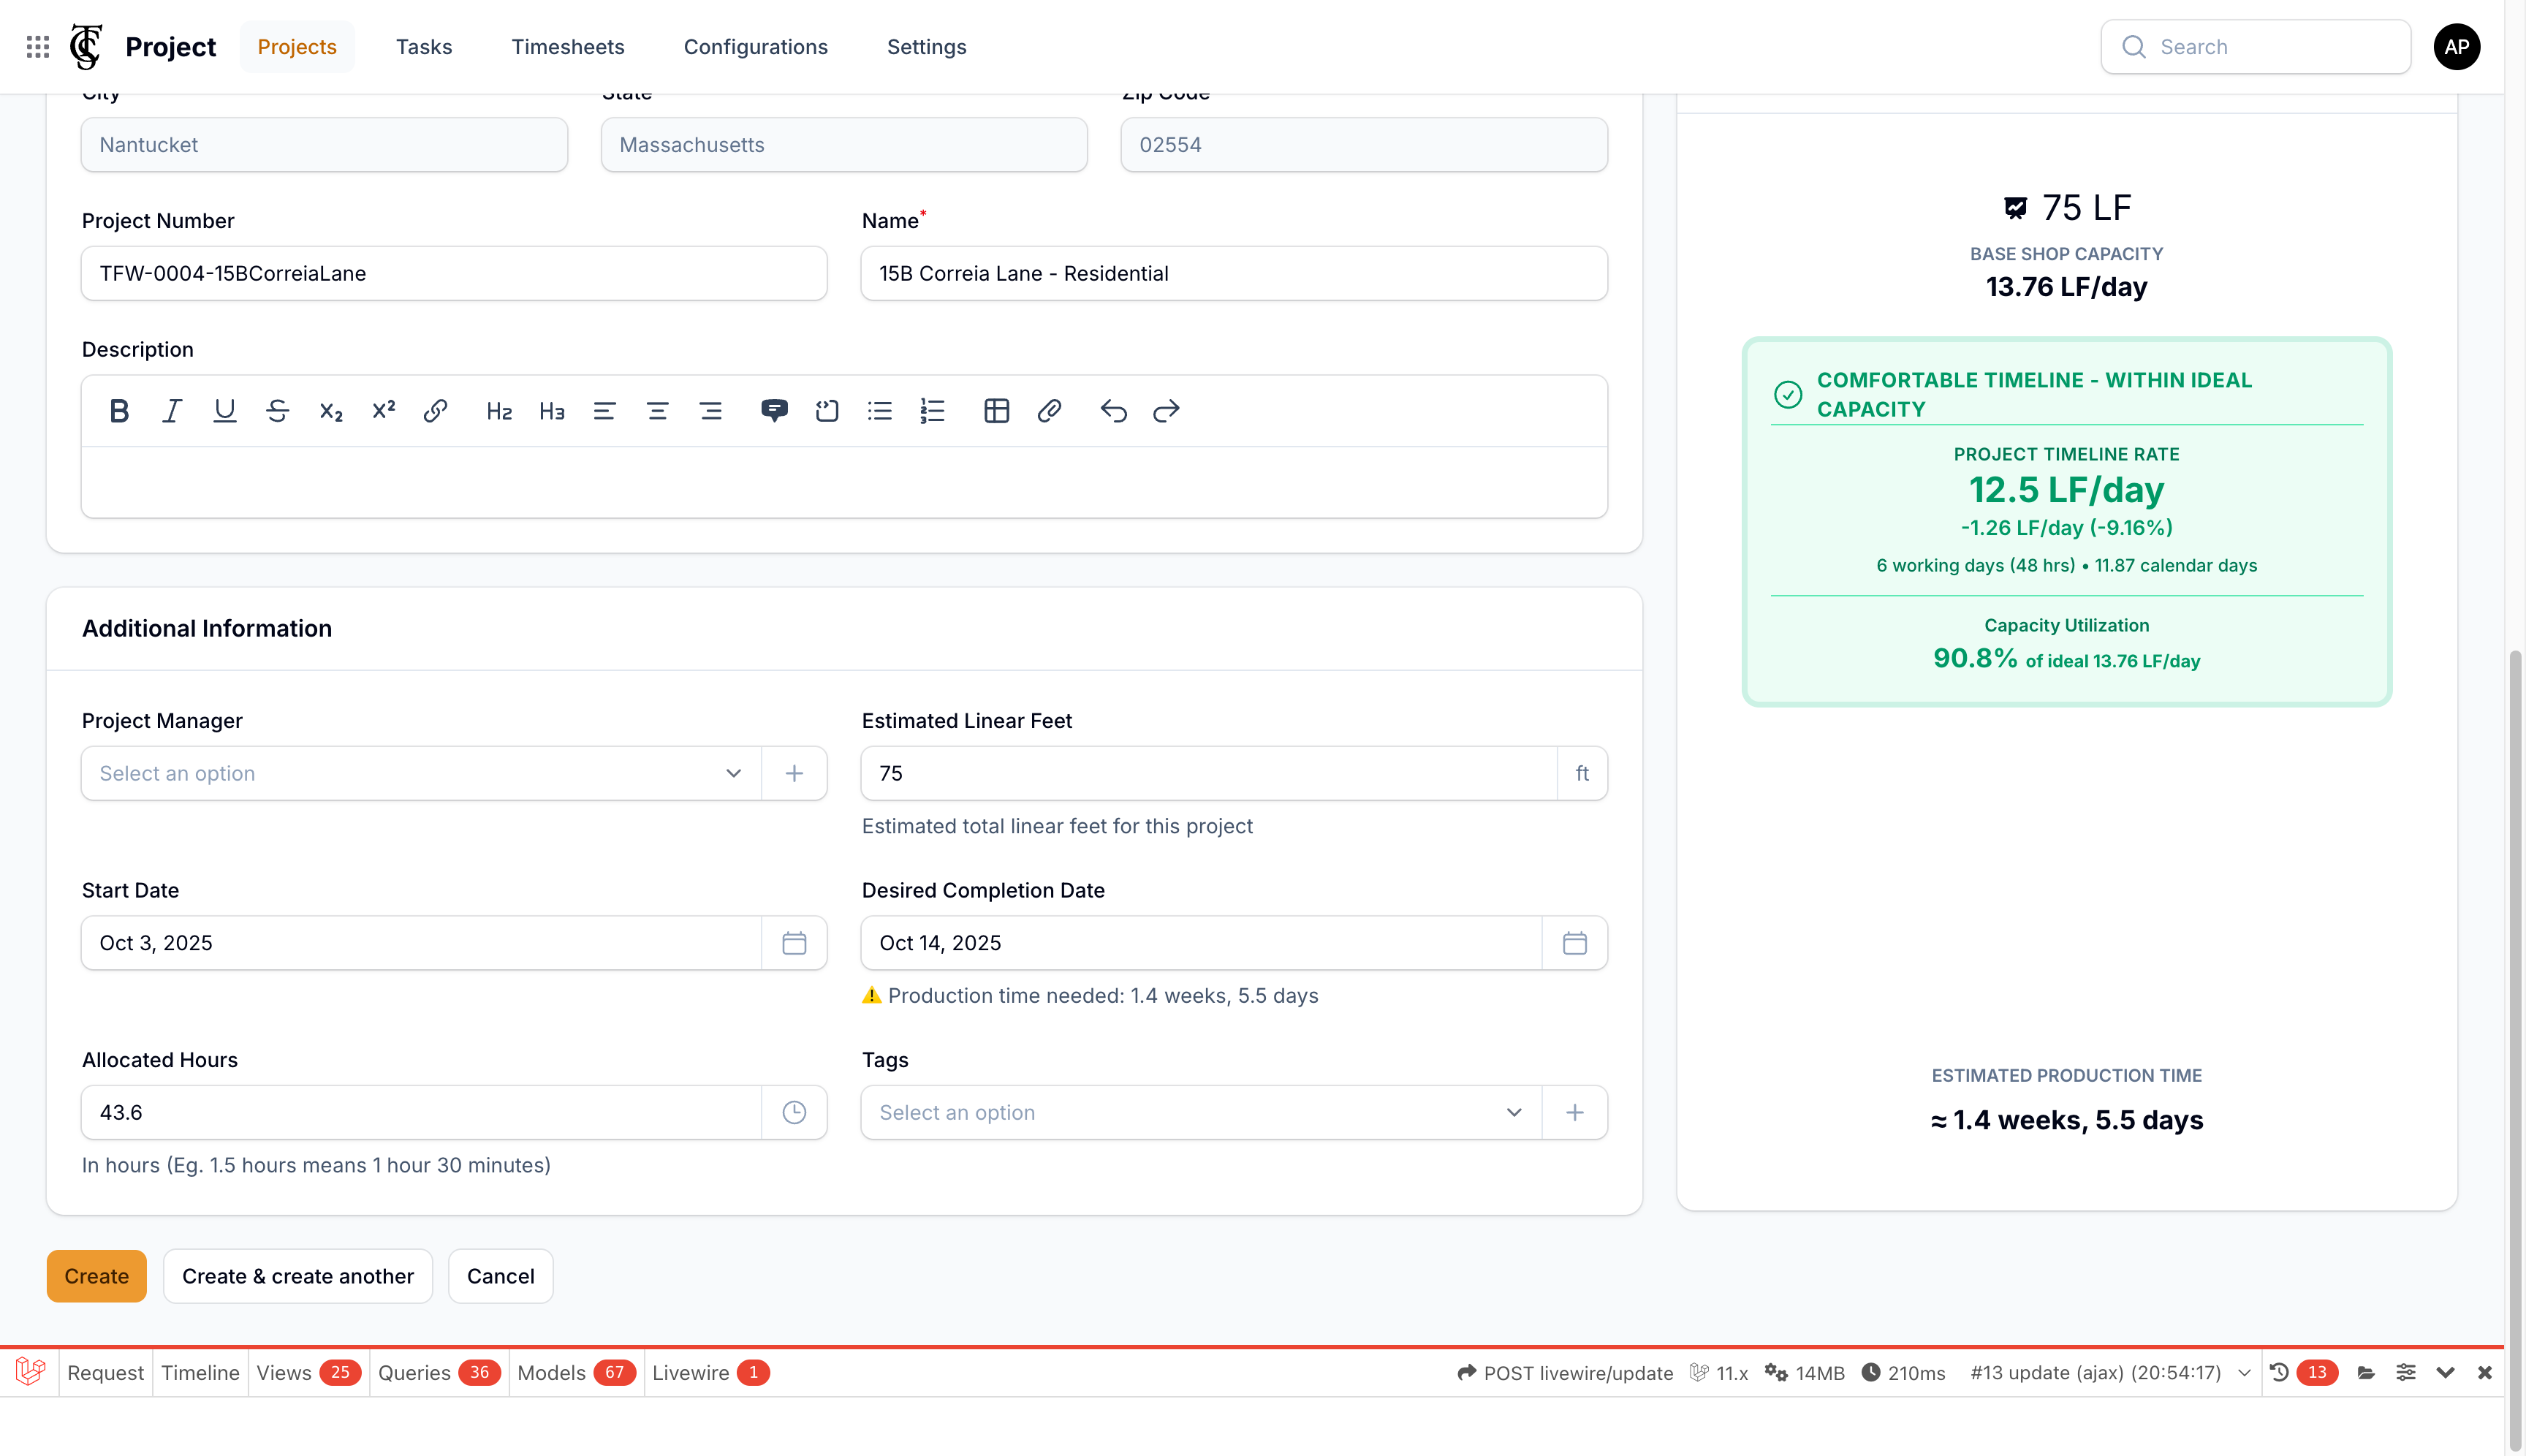 Project
Projects
Tasks
Timesheets
Configurations
Settings
Search
AP
City
State
Zip Code
Nantucket
Massachusetts
02554
Project Number
Name*
TFW-0004-15BCorreiaLane
15B Correia Lane - Residential
Description
H2
H3
Additional Information
Project Manager
Estimated Linear Feet
Select an option
75
ft
Estimated total linear feet for this project
Start Date
Desired Completion Date
Oct 3, 2025
Oct 14, 2025
⚠️ Production time needed: 1.4 weeks, 5.5 days
Allocated Hours
Tags
43.6
Select an option
In hours (Eg. 1.5 hours means 1 hour 30 minutes)
Create
Create & create another
Cancel
75 LF
BASE SHOP CAPACITY
13.76 LF/day
COMFORTABLE TIMELINE - WITHIN IDEAL
CAPACITY
PROJECT TIMELINE RATE
12.5 LF/day
-1.26 LF/day (-9.16%)
6 working days (48 hrs) • 11.87 calendar days
Capacity Utilization
90.8% of ideal 13.76 LF/day
ESTIMATED PRODUCTION TIME
≈ 1.4 weeks, 5.5 days
Request
Timeline
Views 25
Queries 36
Models 67
Livewire 1
POST livewire/update
11.x
14MB
210ms
#13 update (ajax) (20:54:17)
13